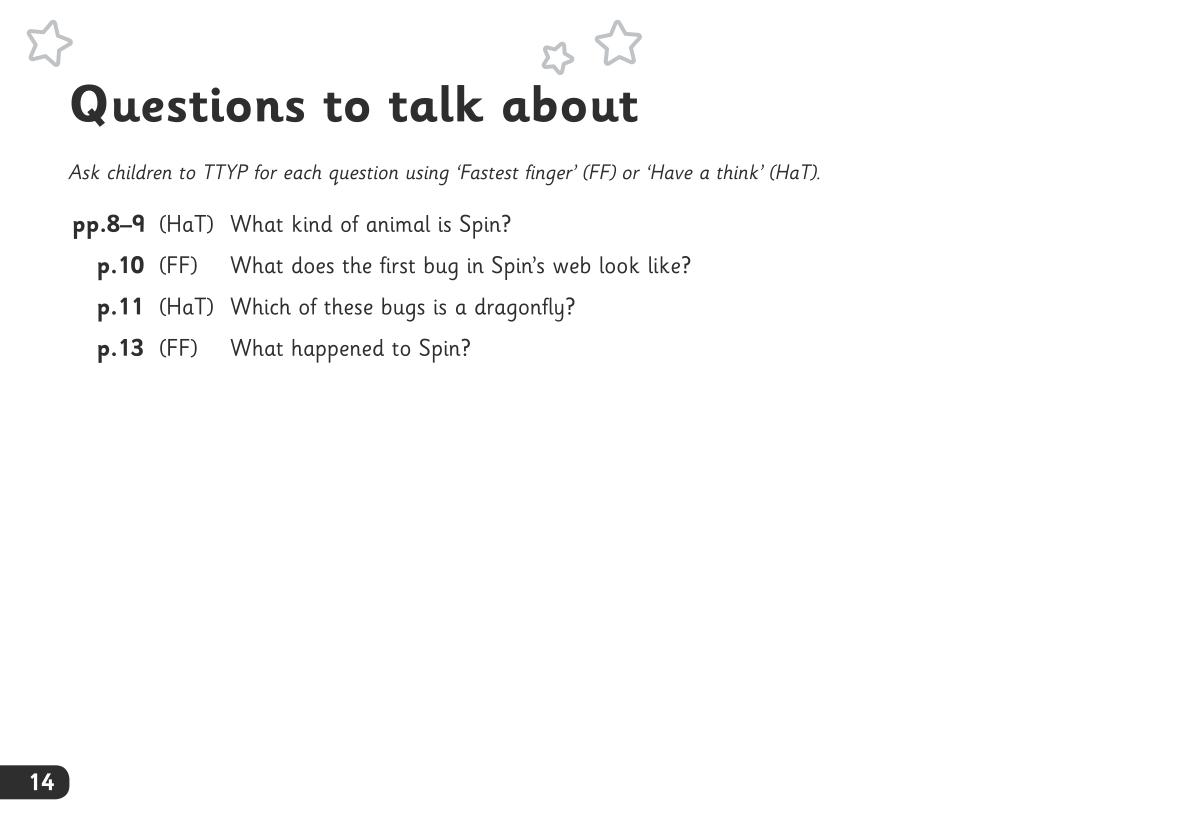 Questions to talk about
Ask children to TTYP for each question using ‘Fastest finger’ (FF) or ‘Have a think’ (HaT).
pp.8–9 (HaT) What kind of animal is Spin?
p.10 (FF) What does the first bug in Spin’s web look like?
p.11 (HaT) Which of these bugs is a dragonfly?
p.13 (FF) What happened to Spin?
14